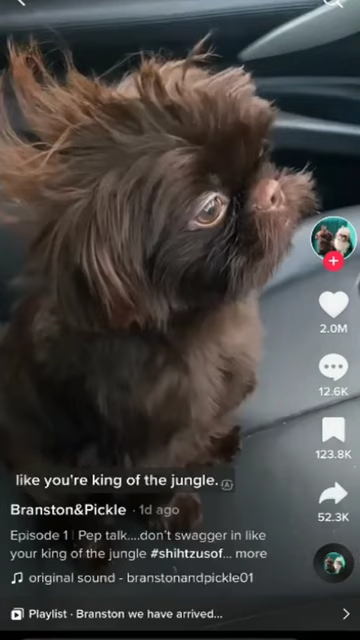 2.0M
12.6K
123.8K
52.3K
like you're king of the jungle.
Branston&Pickle · 1d ago
Episode 1 | Pep talk....don't swagger in like
your king of the jungle #shihtzusof... more
original sound - branstonandpickle01
Playlist · Branston we have arrived...